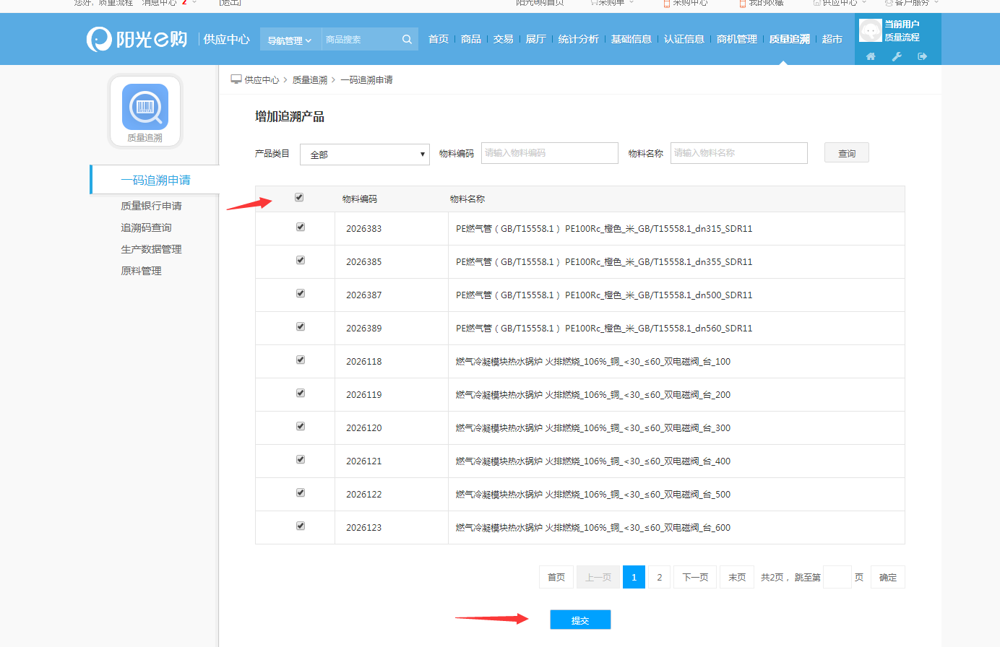 您好, 质量流程 消息中心 2 [退出] 阳光e购首页 采购单 采购中心 我的收藏 供应中心 客户服务
阳光e购 供应中心 导航管理 商品搜索 首页 商品 交易 展厅 统计分析 基础信息 认证信息 商机管理 质量追溯 超市
当前用户
质量流程
质量追溯
一码追溯申请
质量银行申请
追溯码查询
生产数据管理
原料管理
供应中心 > 质量追溯 > 一码追溯申请
增加追溯产品
产品类目 全部 物料编码 请输入物料编码 物料名称 请输入物料名称 查询
物料编码 物料名称
2026383 PE燃气管（GB/T15558.1） PE100Rc_橙色_米_GB/T15558.1_dn315_SDR11
2026385 PE燃气管（GB/T15558.1） PE100Rc_橙色_米_GB/T15558.1_dn355_SDR11
2026387 PE燃气管（GB/T15558.1） PE100Rc_橙色_米_GB/T15558.1_dn500_SDR11
2026389 PE燃气管（GB/T15558.1） PE100Rc_橙色_米_GB/T15558.1_dn560_SDR11
2026118 燃气冷凝模块热水锅炉 火排燃烧_106%_铜_<30_≤60_双电磁阀_台_100
2026119 燃气冷凝模块热水锅炉 火排燃烧_106%_铜_<30_≤60_双电磁阀_台_200
2026120 燃气冷凝模块热水锅炉 火排燃烧_106%_铜_<30_≤60_双电磁阀_台_300
2026121 燃气冷凝模块热水锅炉 火排燃烧_106%_铜_<30_≤60_双电磁阀_台_400
2026122 燃气冷凝模块热水锅炉 火排燃烧_106%_铜_<30_≤60_双电磁阀_台_500
2026123 燃气冷凝模块热水锅炉 火排燃烧_106%_铜_<30_≤60_双电磁阀_台_600
首页 上一页 1 2 下一页 末页 共2页，跳至第 页 确定
提交